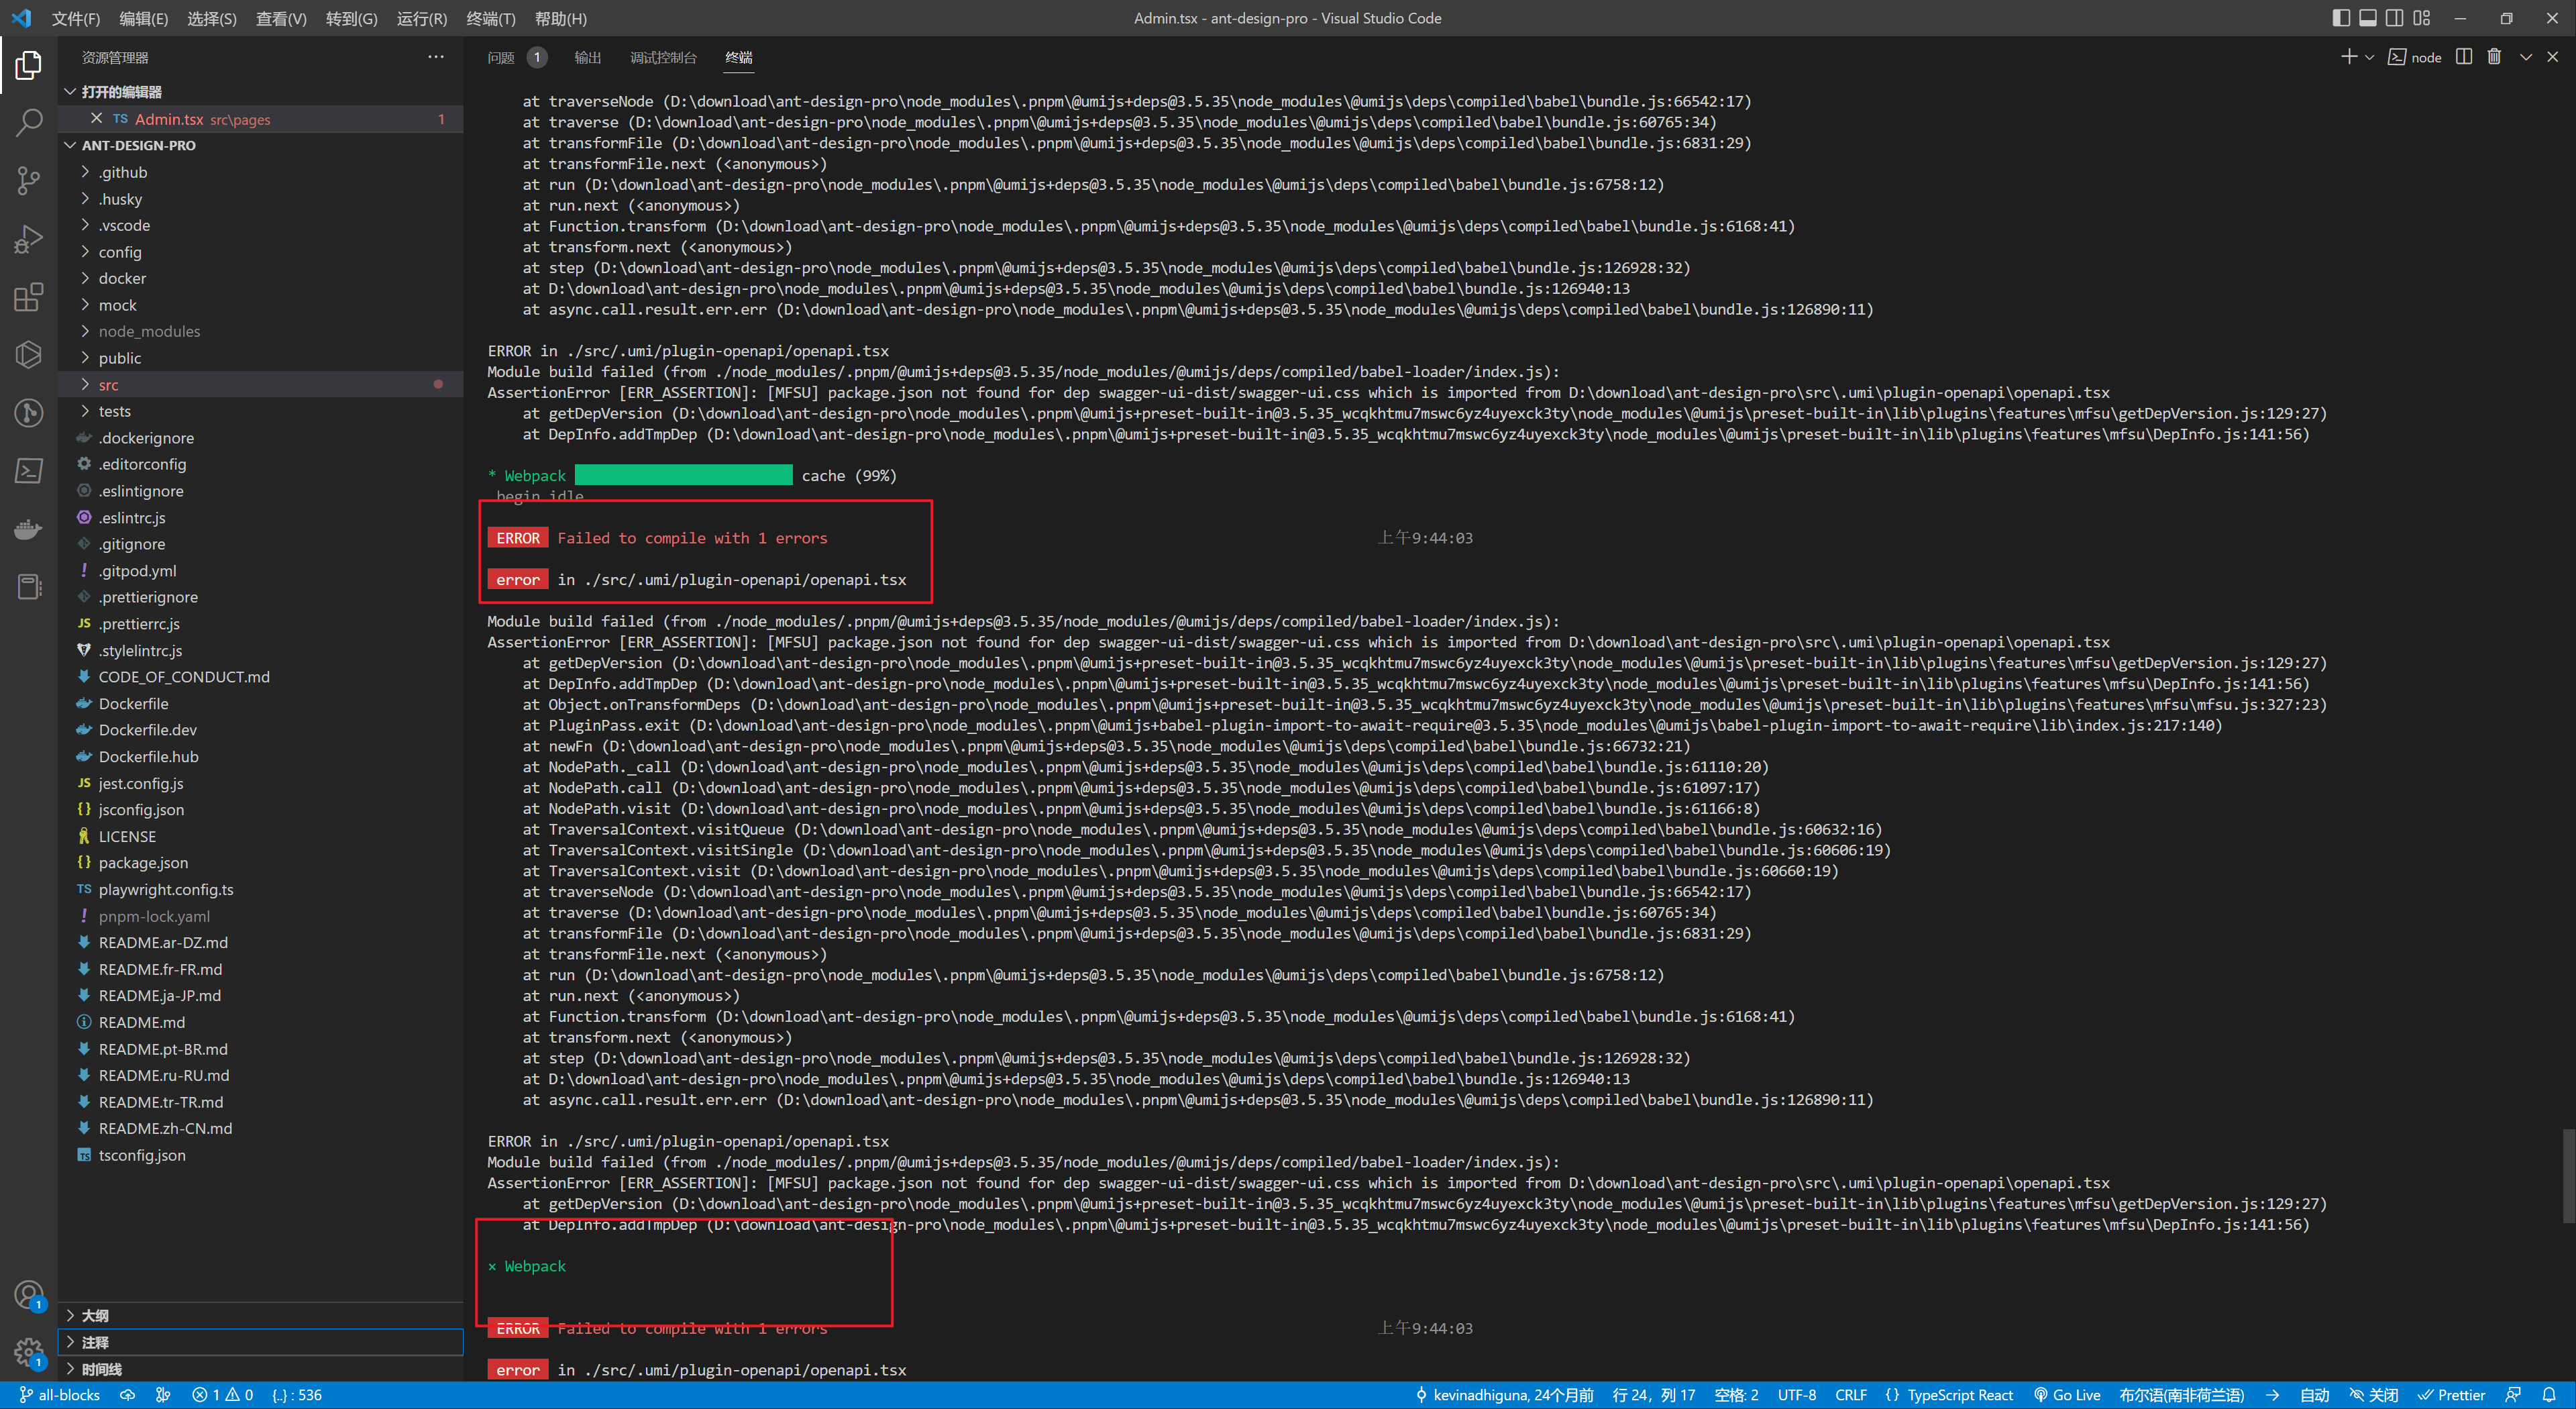 文件(F) 编辑(E) 选择(S) 查看(V) 转到(G) 运行(R) 终端(T) 帮助(H)
Admin.tsx - ant-design-pro - Visual Studio Code
资源管理器
打开的编辑器
TS Admin.tsx src\pages 1
ANT-DESIGN-PRO
.github
.husky
.vscode
config
docker
mock
node_modules
public
src
tests
.dockerignore
.editorconfig
.eslintignore
.eslintrc.js
.gitignore
! .gitpod.yml
.prettierignore
JS .prettierrc.js
.stylelintrc.js
CODE_OF_CONDUCT.md
Dockerfile
Dockerfile.dev
Dockerfile.hub
JS jest.config.js
{} jsconfig.json
LICENSE
{} package.json
TS playwright.config.ts
! pnpm-lock.yaml
README.ar-DZ.md
README.fr-FR.md
README.ja-JP.md
README.md
README.pt-BR.md
README.ru-RU.md
README.tr-TR.md
README.zh-CN.md
TS tsconfig.json
大纲
注释
时间线
1
1
问题 1 输出 调试控制台 终端
node
at traverseNode (D:\download\ant-design-pro\node_modules\.pnpm\@umijs+deps@3.5.35\node_modules\@umijs\deps\compiled\babel\bundle.js:66542:17)
at traverse (D:\download\ant-design-pro\node_modules\.pnpm\@umijs+deps@3.5.35\node_modules\@umijs\deps\compiled\babel\bundle.js:60765:34)
at transformFile (D:\download\ant-design-pro\node_modules\.pnpm\@umijs+deps@3.5.35\node_modules\@umijs\deps\compiled\babel\bundle.js:6831:29)
at transformFile.next (<anonymous>)
at run (D:\download\ant-design-pro\node_modules\.pnpm\@umijs+deps@3.5.35\node_modules\@umijs\deps\compiled\babel\bundle.js:6758:12)
at run.next (<anonymous>)
at Function.transform (D:\download\ant-design-pro\node_modules\.pnpm\@umijs+deps@3.5.35\node_modules\@umijs\deps\compiled\babel\bundle.js:6168:41)
at transform.next (<anonymous>)
at step (D:\download\ant-design-pro\node_modules\.pnpm\@umijs+deps@3.5.35\node_modules\@umijs\deps\compiled\babel\bundle.js:126928:32)
at D:\download\ant-design-pro\node_modules\.pnpm\@umijs+deps@3.5.35\node_modules\@umijs\deps\compiled\babel\bundle.js:126940:13
at async.call.result.err.err (D:\download\ant-design-pro\node_modules\.pnpm\@umijs+deps@3.5.35\node_modules\@umijs\deps\compiled\babel\bundle.js:126890:11)
ERROR in ./src/.umi/plugin-openapi/openapi.tsx
Module build failed (from ./node_modules/.pnpm/@umijs+deps@3.5.35/node_modules/@umijs/deps/compiled/babel-loader/index.js):
AssertionError [ERR_ASSERTION]: [MFSU] package.json not found for dep swagger-ui-dist/swagger-ui.css which is imported from D:\download\ant-design-pro\src\.umi\plugin-openapi\openapi.tsx
at getDepVersion (D:\download\ant-design-pro\node_modules\.pnpm\@umijs+preset-built-in@3.5.35_wcqkhtmu7mswc6yz4uyexck3ty\node_modules\@umijs\preset-built-in\lib\plugins\features\mfsu\getDepVersion.js:129:27)
at DepInfo.addTmpDep (D:\download\ant-design-pro\node_modules\.pnpm\@umijs+preset-built-in@3.5.35_wcqkhtmu7mswc6yz4uyexck3ty\node_modules\@umijs\preset-built-in\lib\plugins\features\mfsu\DepInfo.js:141:56)
* Webpack cache (99%)
begin idle
ERROR Failed to compile with 1 errors 上午9:44:03
error in ./src/.umi/plugin-openapi/openapi.tsx
Module build failed (from ./node_modules/.pnpm/@umijs+deps@3.5.35/node_modules/@umijs/deps/compiled/babel-loader/index.js):
AssertionError [ERR_ASSERTION]: [MFSU] package.json not found for dep swagger-ui-dist/swagger-ui.css which is imported from D:\download\ant-design-pro\src\.umi\plugin-openapi\openapi.tsx
at getDepVersion (D:\download\ant-design-pro\node_modules\.pnpm\@umijs+preset-built-in@3.5.35_wcqkhtmu7mswc6yz4uyexck3ty\node_modules\@umijs\preset-built-in\lib\plugins\features\mfsu\getDepVersion.js:129:27)
at DepInfo.addTmpDep (D:\download\ant-design-pro\node_modules\.pnpm\@umijs+preset-built-in@3.5.35_wcqkhtmu7mswc6yz4uyexck3ty\node_modules\@umijs\preset-built-in\lib\plugins\features\mfsu\DepInfo.js:141:56)
at Object.onTransformDeps (D:\download\ant-design-pro\node_modules\.pnpm\@umijs+preset-built-in@3.5.35_wcqkhtmu7mswc6yz4uyexck3ty\node_modules\@umijs\preset-built-in\lib\plugins\features\mfsu\mfsu.js:327:23)
at PluginPass.exit (D:\download\ant-design-pro\node_modules\.pnpm\@umijs+babel-plugin-import-to-await-require@3.5.35\node_modules\@umijs\babel-plugin-import-to-await-require\lib\index.js:217:140)
at newFn (D:\download\ant-design-pro\node_modules\.pnpm\@umijs+deps@3.5.35\node_modules\@umijs\deps\compiled\babel\bundle.js:66732:21)
at NodePath._call (D:\download\ant-design-pro\node_modules\.pnpm\@umijs+deps@3.5.35\node_modules\@umijs\deps\compiled\babel\bundle.js:61110:20)
at NodePath.call (D:\download\ant-design-pro\node_modules\.pnpm\@umijs+deps@3.5.35\node_modules\@umijs\deps\compiled\babel\bundle.js:61097:17)
at NodePath.visit (D:\download\ant-design-pro\node_modules\.pnpm\@umijs+deps@3.5.35\node_modules\@umijs\deps\compiled\babel\bundle.js:61166:8)
at TraversalContext.visitQueue (D:\download\ant-design-pro\node_modules\.pnpm\@umijs+deps@3.5.35\node_modules\@umijs\deps\compiled\babel\bundle.js:60632:16)
at TraversalContext.visitSingle (D:\download\ant-design-pro\node_modules\.pnpm\@umijs+deps@3.5.35\node_modules\@umijs\deps\compiled\babel\bundle.js:60606:19)
at TraversalContext.visit (D:\download\ant-design-pro\node_modules\.pnpm\@umijs+deps@3.5.35\node_modules\@umijs\deps\compiled\babel\bundle.js:60660:19)
at traverseNode (D:\download\ant-design-pro\node_modules\.pnpm\@umijs+deps@3.5.35\node_modules\@umijs\deps\compiled\babel\bundle.js:66542:17)
at traverse (D:\download\ant-design-pro\node_modules\.pnpm\@umijs+deps@3.5.35\node_modules\@umijs\deps\compiled\babel\bundle.js:60765:34)
at transformFile (D:\download\ant-design-pro\node_modules\.pnpm\@umijs+deps@3.5.35\node_modules\@umijs\deps\compiled\babel\bundle.js:6831:29)
at transformFile.next (<anonymous>)
at run (D:\download\ant-design-pro\node_modules\.pnpm\@umijs+deps@3.5.35\node_modules\@umijs\deps\compiled\babel\bundle.js:6758:12)
at run.next (<anonymous>)
at Function.transform (D:\download\ant-design-pro\node_modules\.pnpm\@umijs+deps@3.5.35\node_modules\@umijs\deps\compiled\babel\bundle.js:6168:41)
at transform.next (<anonymous>)
at step (D:\download\ant-design-pro\node_modules\.pnpm\@umijs+deps@3.5.35\node_modules\@umijs\deps\compiled\babel\bundle.js:126928:32)
at D:\download\ant-design-pro\node_modules\.pnpm\@umijs+deps@3.5.35\node_modules\@umijs\deps\compiled\babel\bundle.js:126940:13
at async.call.result.err.err (D:\download\ant-design-pro\node_modules\.pnpm\@umijs+deps@3.5.35\node_modules\@umijs\deps\compiled\babel\bundle.js:126890:11)
ERROR in ./src/.umi/plugin-openapi/openapi.tsx
Module build failed (from ./node_modules/.pnpm/@umijs+deps@3.5.35/node_modules/@umijs/deps/compiled/babel-loader/index.js):
AssertionError [ERR_ASSERTION]: [MFSU] package.json not found for dep swagger-ui-dist/swagger-ui.css which is imported from D:\download\ant-design-pro\src\.umi\plugin-openapi\openapi.tsx
at getDepVersion (D:\download\ant-design-pro\node_modules\.pnpm\@umijs+preset-built-in@3.5.35_wcqkhtmu7mswc6yz4uyexck3ty\node_modules\@umijs\preset-built-in\lib\plugins\features\mfsu\getDepVersion.js:129:27)
at DepInfo.addTmpDep (D:\download\ant-design-pro\node_modules\.pnpm\@umijs+preset-built-in@3.5.35_wcqkhtmu7mswc6yz4uyexck3ty\node_modules\@umijs\preset-built-in\lib\plugins\features\mfsu\DepInfo.js:141:56)
× Webpack
ERROR Failed to compile with 1 errors 上午9:44:03
error in ./src/.umi/plugin-openapi/openapi.tsx
all-blocks 1 0 {..} : 536 kevinadhiguna, 24个月前 行 24, 列 17 空格: 2 UTF-8 CRLF {} TypeScript React Go Live 布尔语(南非荷兰语) 自动 关闭 Prettier